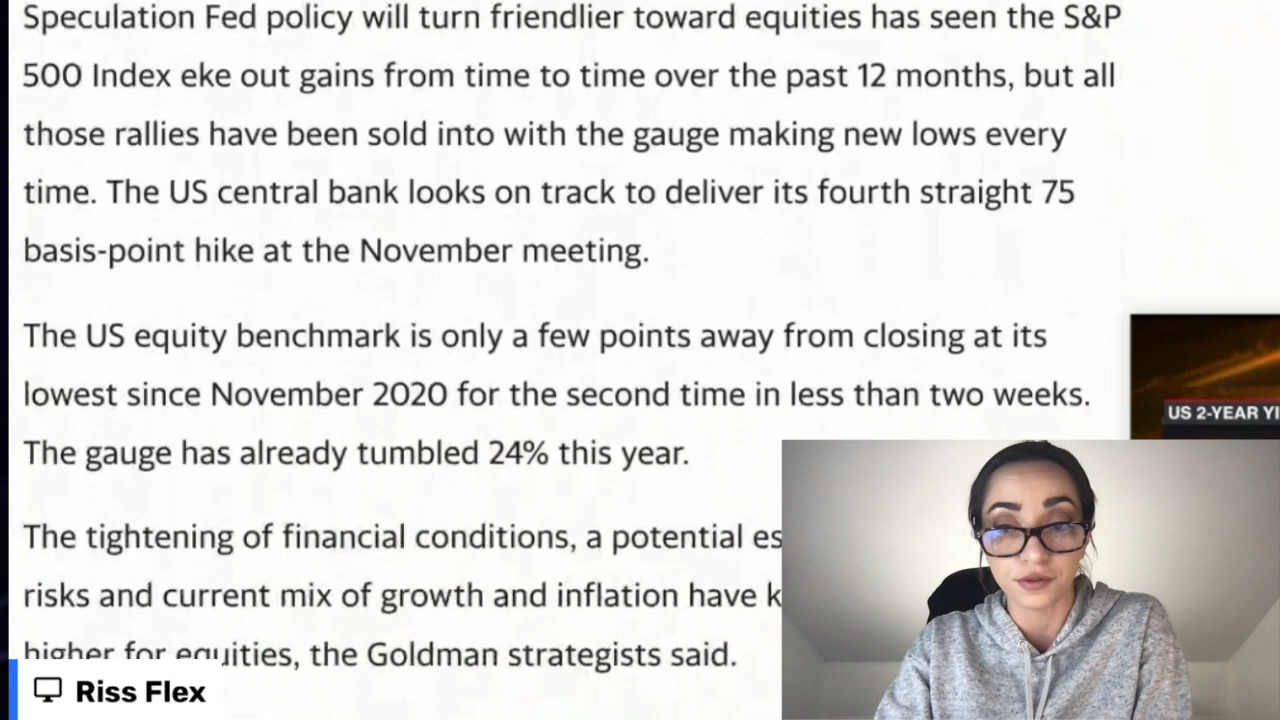 Speculation Fed policy will turn friendlier toward equities has seen the S&P
500 Index eke out gains from time to time over the past 12 months, but all
those rallies have been sold into with the gauge making new lows every
time. The US central bank looks on track to deliver its fourth straight 75
basis-point hike at the November meeting.
The US equity benchmark is only a few points away from closing at its
lowest since November 2020 for the second time in less than two weeks.
The gauge has already tumbled 24% this year.
The tightening of financial conditions, a potential es
risks and current mix of growth and inflation have k
higher for equities, the Goldman strategists said.
US 2-YEAR YI
Riss Flex